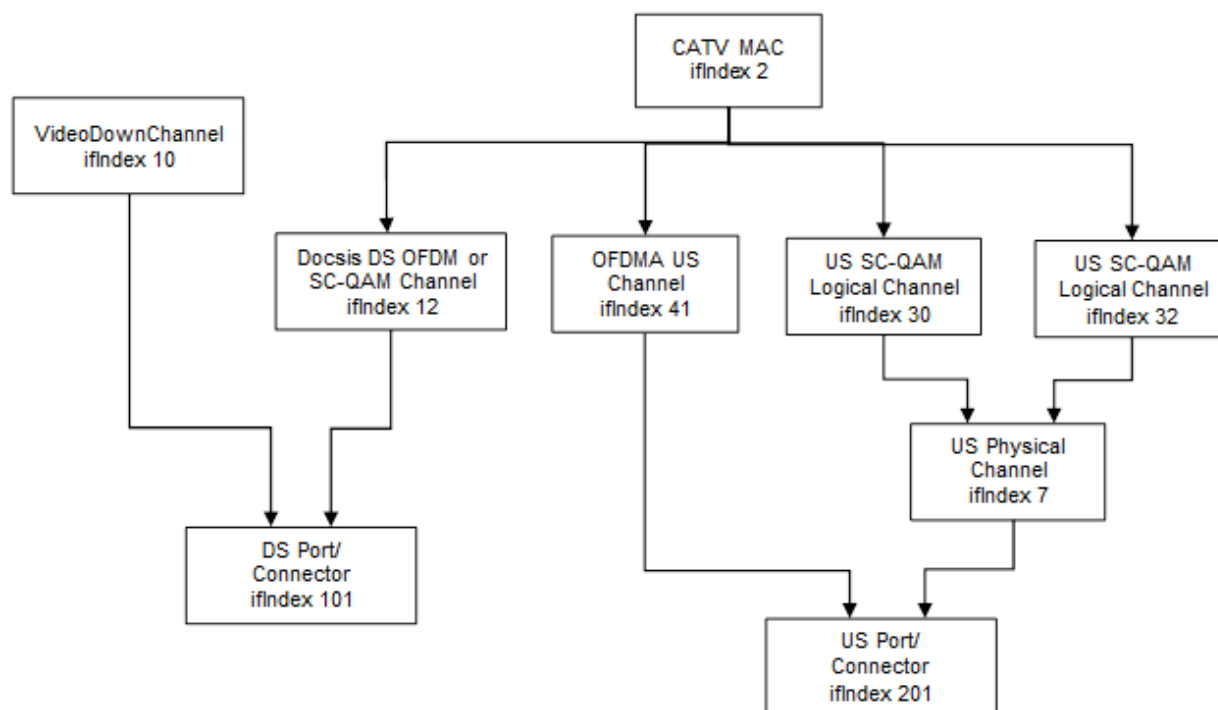 CATV MAC
ifIndex 2
VideoDownChannel
ifIndex 10
Docsis DS OFDM or
SC-QAM Channel
ifIndex 12
OFDMA US
Channel
ifIndex 41
US SC-QAM
Logical Channel
ifIndex 30
US SC-QAM
Logical Channel
ifIndex 32
US Physical
Channel
ifIndex 7
DS Port/
Connector
ifIndex 101
US Port/
Connector
ifIndex 201